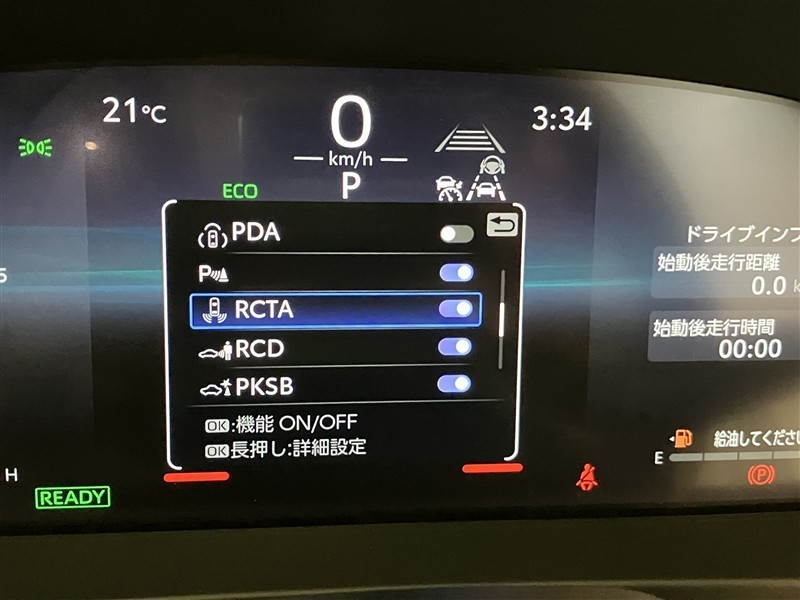 21℃
0
km/h
3:34
ECO
P
PDA
P
RCTA
RCD
PKSB
OK:機能 ON/OFF
OK長押し:詳細設定
ドライブインフ
始動後走行距離
0.0
始動後走行時間
00:00
給油してくださ
E
P
5
H
READY